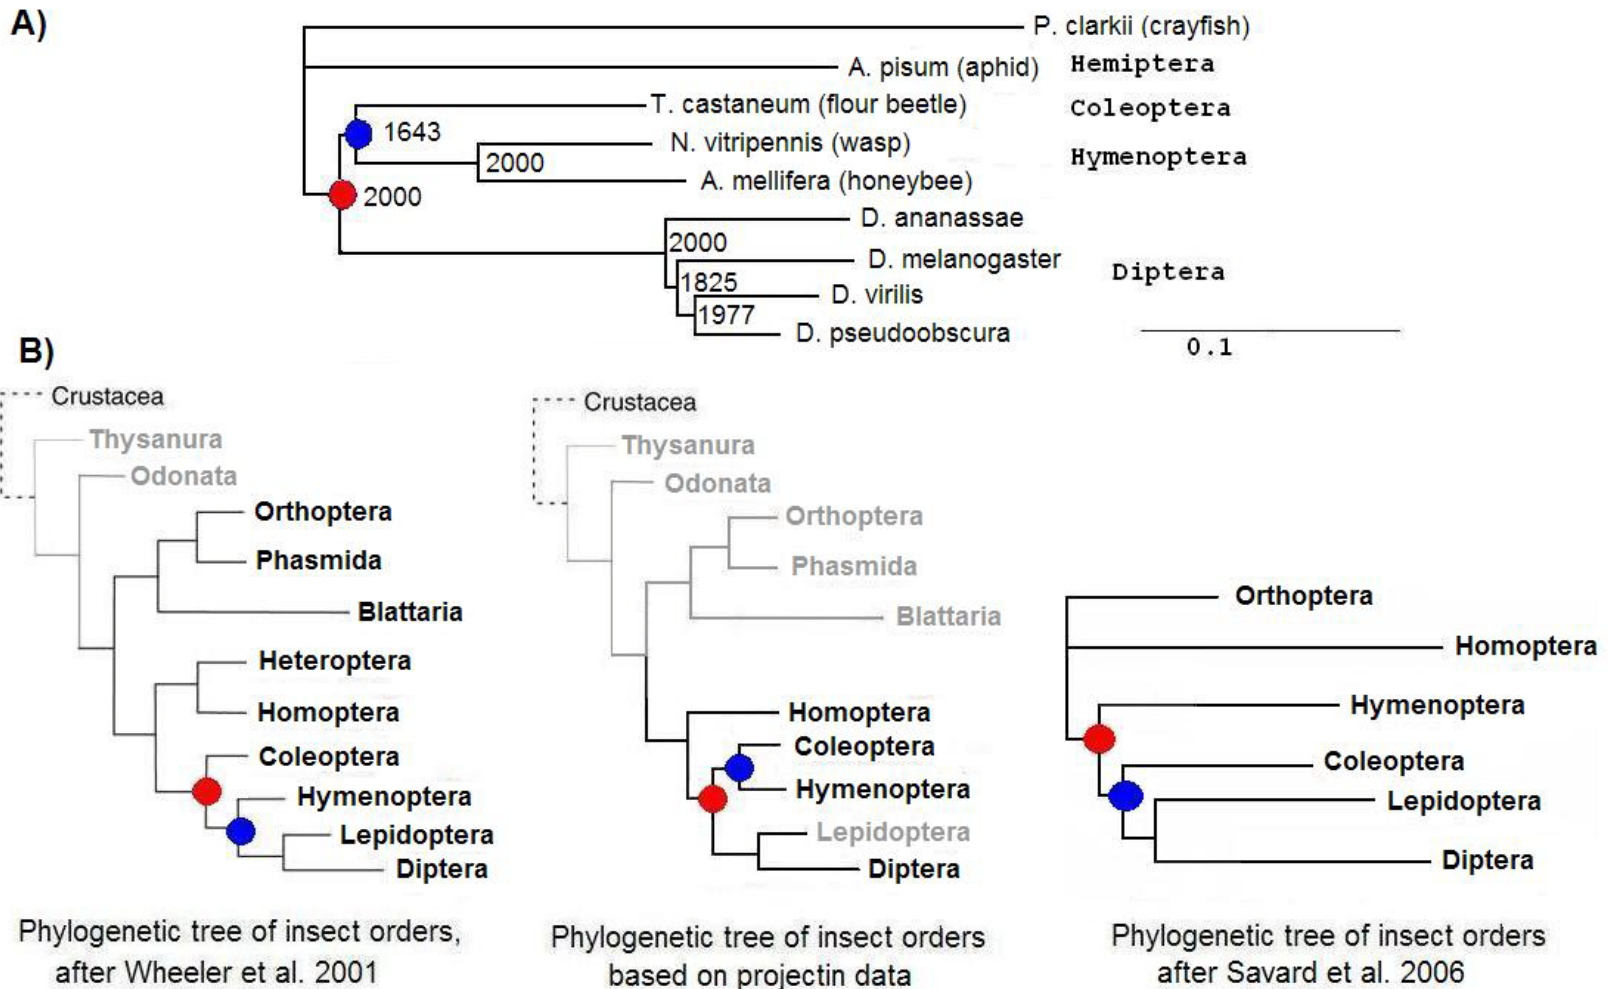 A)
P. clarkii (crayfish)
A. pisum (aphid) Hemiptera
T. castaneum (flour beetle) Coleoptera
1643
N. vitripennis (wasp)
2000
Hymenoptera
A. mellifera (honeybee)
2000
D. ananassae
2000
D. melanogaster
Diptera
1825
D. virilis
1977
D. pseudoobscura
0.1
B)
Crustacea
Thysanura
Odonata
Orthoptera
Phasmida
Blattaria
Heteroptera
Homoptera
Coleoptera
Hymenoptera
Lepidoptera
Diptera
Phylogenetic tree of insect orders,
after Wheeler et al. 2001
Crustacea
Thysanura
Odonata
Orthoptera
Phasmida
Blattaria
Homoptera
Coleoptera
Hymenoptera
Lepidoptera
Diptera
Phylogenetic tree of insect orders
based on projectin data
Orthoptera
Homoptera
Hymenoptera
Coleoptera
Lepidoptera
Diptera
Phylogenetic tree of insect orders
after Savard et al. 2006